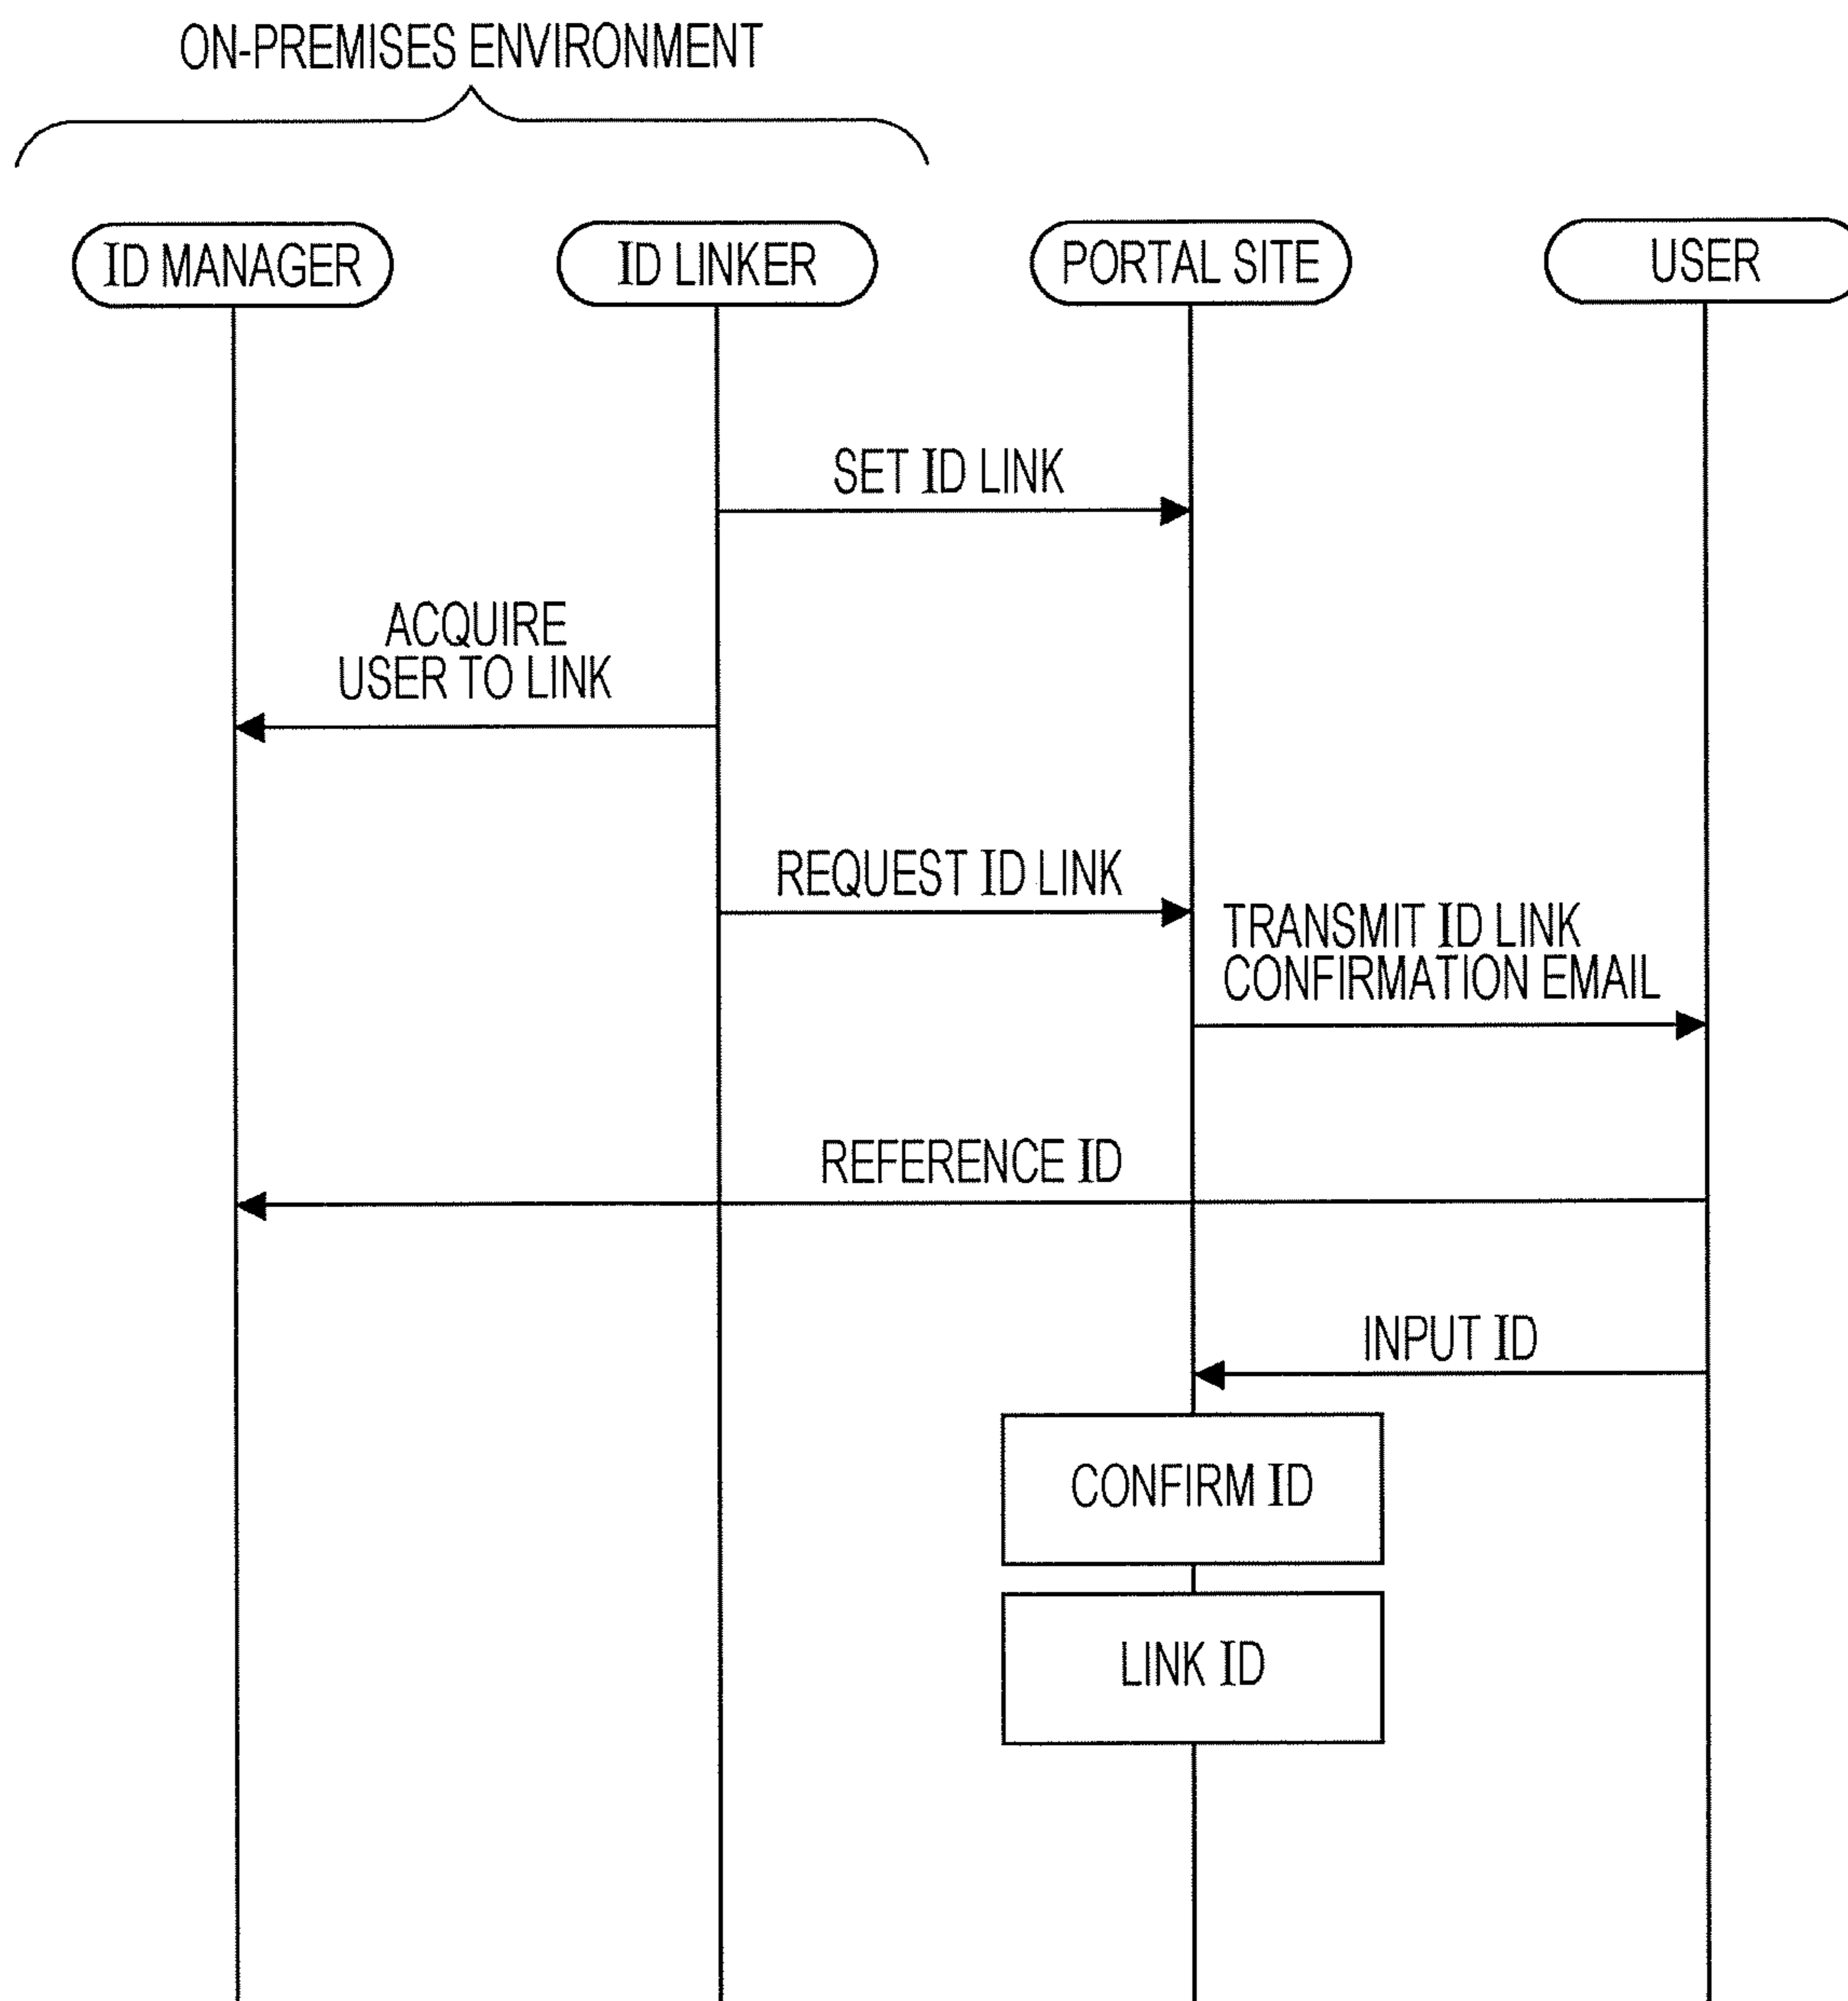 ON-PREMISES ENVIRONMENT
ID MANAGER
ID LINKER
PORTAL SITE
USER
SET ID LINK
ACQUIRE
USER TO LINK
REQUEST ID LINK
TRANSMIT ID LINK
CONFIRMATION EMAIL
REFERENCE ID
INPUT ID
CONFIRM ID
LINK ID